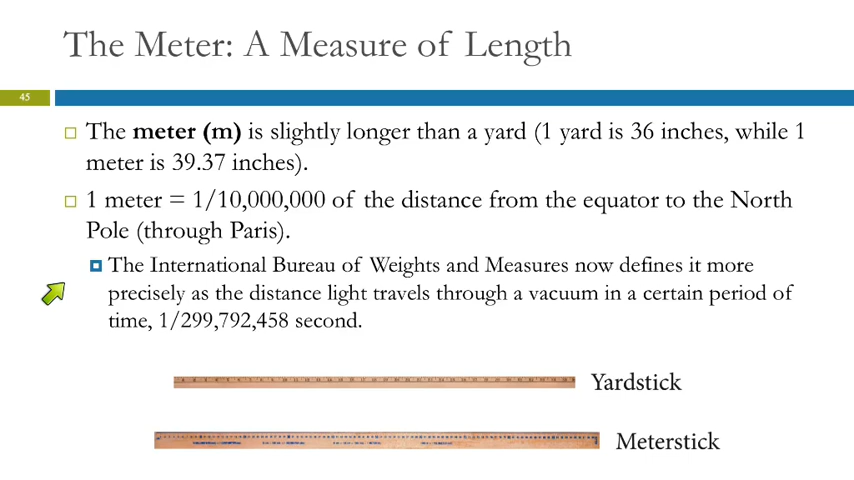 The Meter: A Measure of Length
45
The meter (m) is slightly longer than a yard (1 yard is 36 inches, while 1
meter is 39.37 inches).
1 meter = 1/10,000,000 of the distance from the equator to the North
Pole (through Paris).
The International Bureau of Weights and Measures now defines it more
precisely as the distance light travels through a vacuum in a certain period of
time, 1/299,792,458 second.
Yardstick
Meterstick